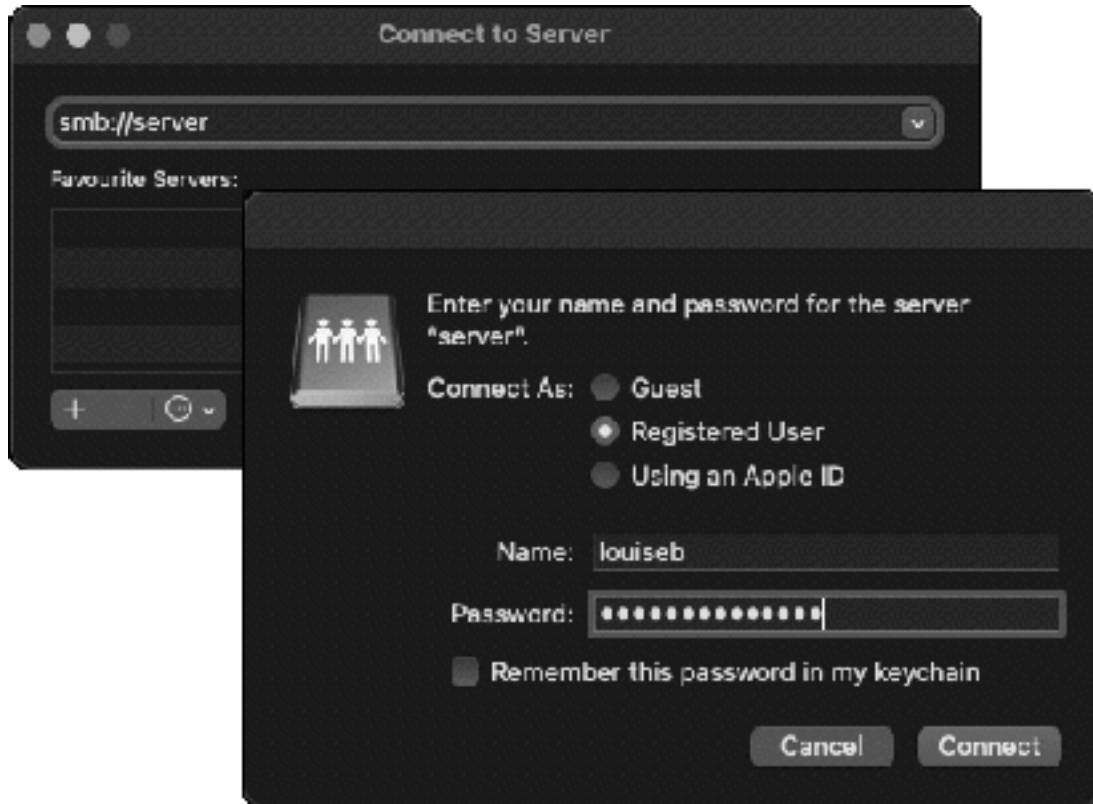 Connect to Server
smb://server
Favourite Servers:
Enter your name and password for the server
"server".
Connect As: Guest
Registered User
Using an Apple ID
Name: louiseb
Password: ••••••••••••••
Remember this password in my keychain
Cancel Connect